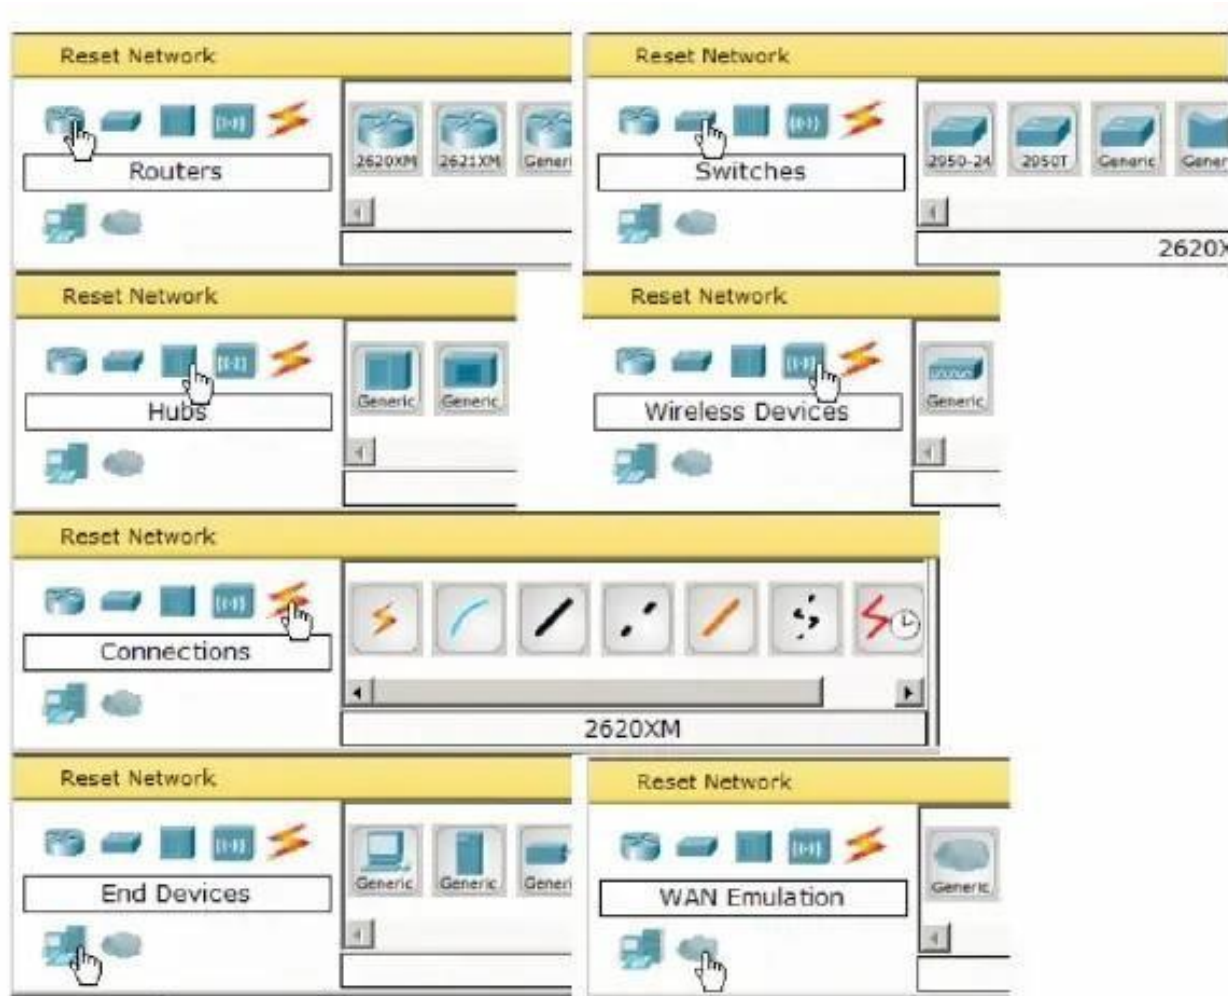 Reset Network
Routers
2620XM 2621XM Generi
Reset Network
Switches
2950-24 2950T Generic Gener
2620X
Reset Network
Hubs
Generic Generic
Reset Network
Wireless Devices
Generic
Reset Network
Connections
2620XM
Reset Network
End Devices
Generic Generic Generi
Reset Network
WAN Emulation
Generic